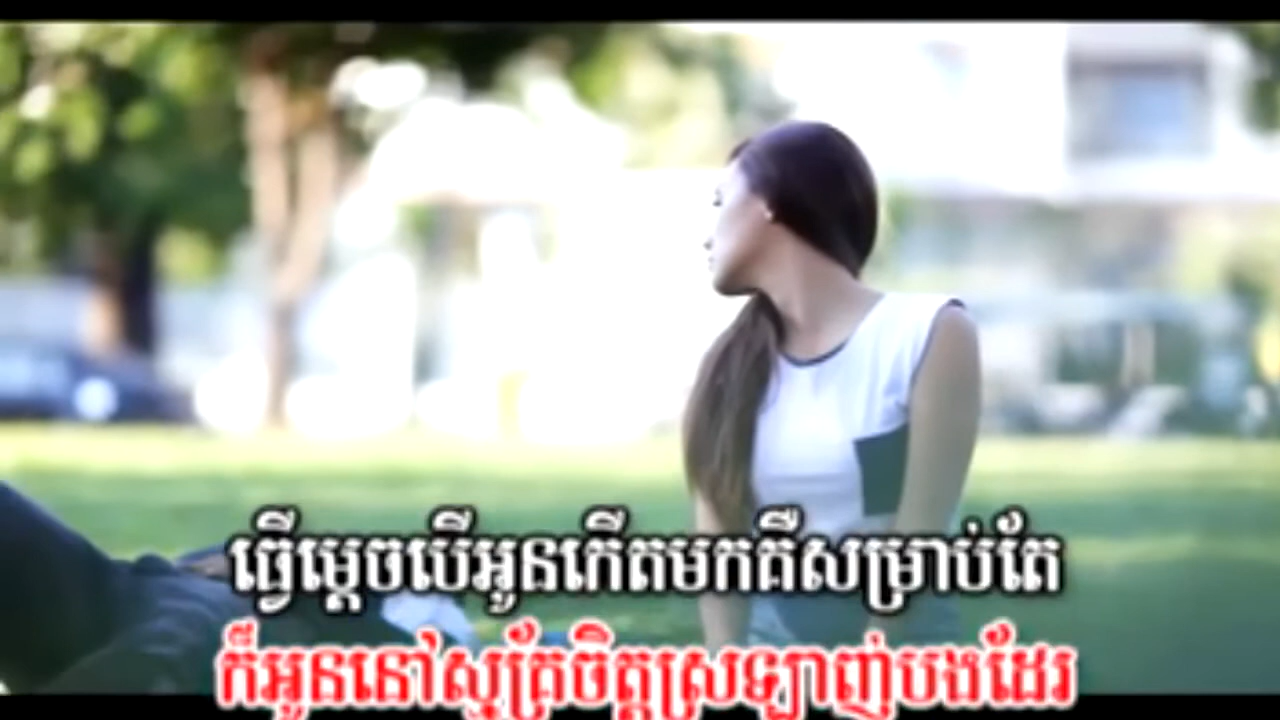 ធ្វើម្ដេចបើអូនកើតមកគឺសម្រាប់តែ
ក៏អូននៅស្ម័គ្រចិត្តស្រឡាញ់បងដែរ